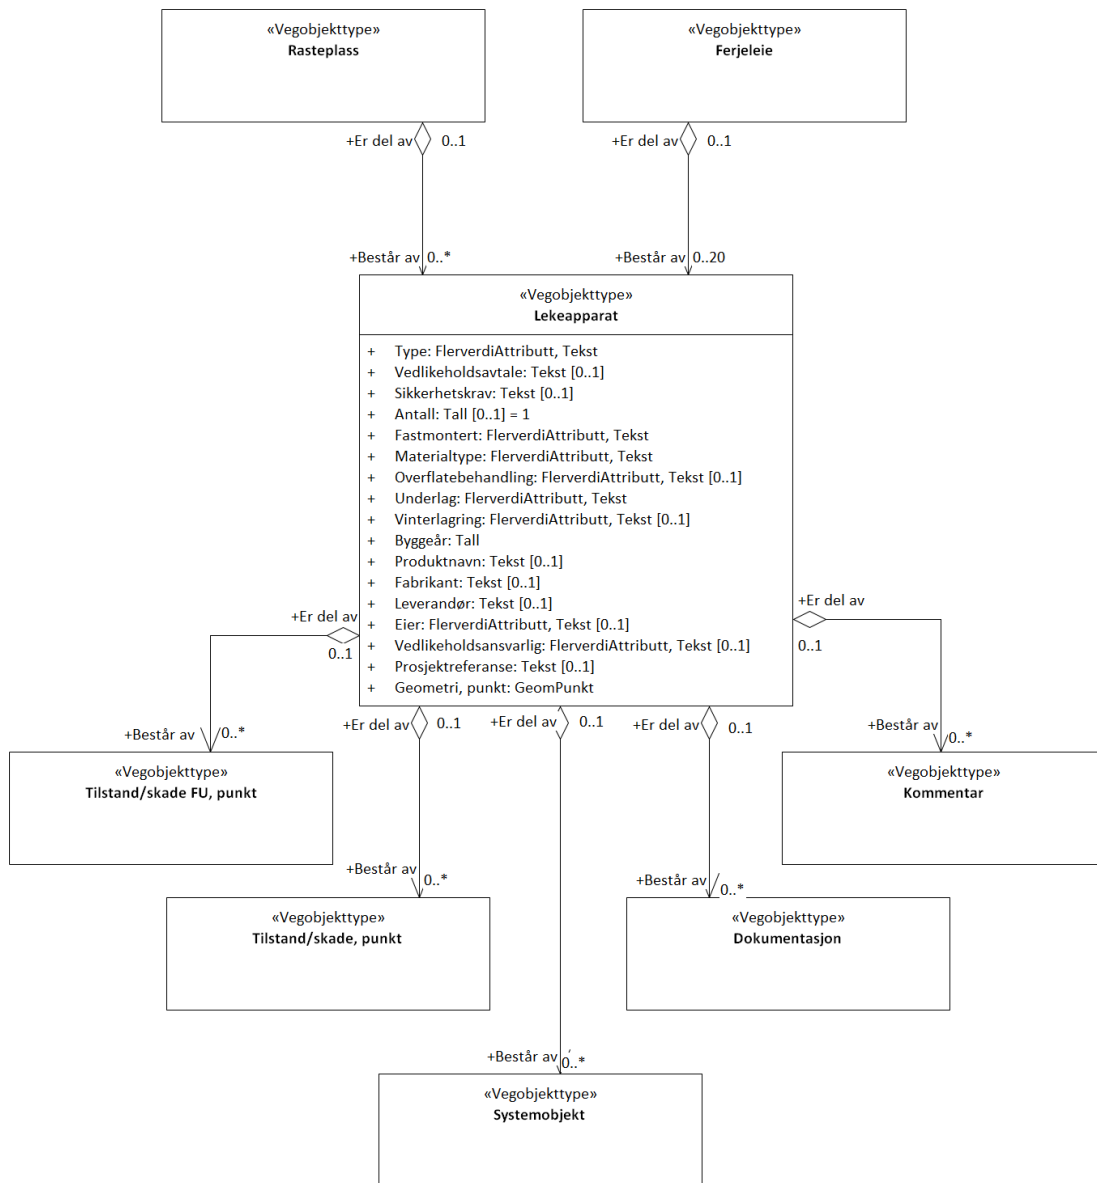 «Vegobjekttype»
Rasteplass
«Vegobjekttype»
Ferjeleie
+Er del av 0..1
+Er del av 0..1
+Består av 0..*
+Består av 0..20
«Vegobjekttype»
Lekeapparat
+ Type: FlerverdiAttributt, Tekst
+ Vedlikeholdsavtale: Tekst [0..1]
+ Sikkerhetskrav: Tekst [0..1]
+ Antall: Tall [0..1] = 1
+ Fastmontert: FlerverdiAttributt, Tekst
+ Materialtype: FlerverdiAttributt, Tekst
+ Overflatebehandling: FlerverdiAttributt, Tekst [0..1]
+ Underlag: FlerverdiAttributt, Tekst
+ Vinterlagring: FlerverdiAttributt, Tekst [0..1]
+ Byggeår: Tall
+ Produktnavn: Tekst [0..1]
+ Fabrikant: Tekst [0..1]
+ Leverandør: Tekst [0..1]
+ Eier: FlerverdiAttributt, Tekst [0..1]
+ Vedlikeholdsansvarlig: FlerverdiAttributt, Tekst [0..1]
+ Prosjektreferanse: Tekst [0..1]
+ Geometri, punkt: GeomPunkt
+Er del av
0..1
+Er del av
0..1
+Er del av 0..1
+Er del av 0..1
+Er del av 0..1
+Består av 0..*
+Består av 0..*
«Vegobjekttype»
Tilstand/skade FU, punkt
«Vegobjekttype»
Kommentar
+Består av 0..*
+Består av 0..*
«Vegobjekttype»
Tilstand/skade, punkt
«Vegobjekttype»
Dokumentasjon
+Består av 0..*
«Vegobjekttype»
Systemobjekt